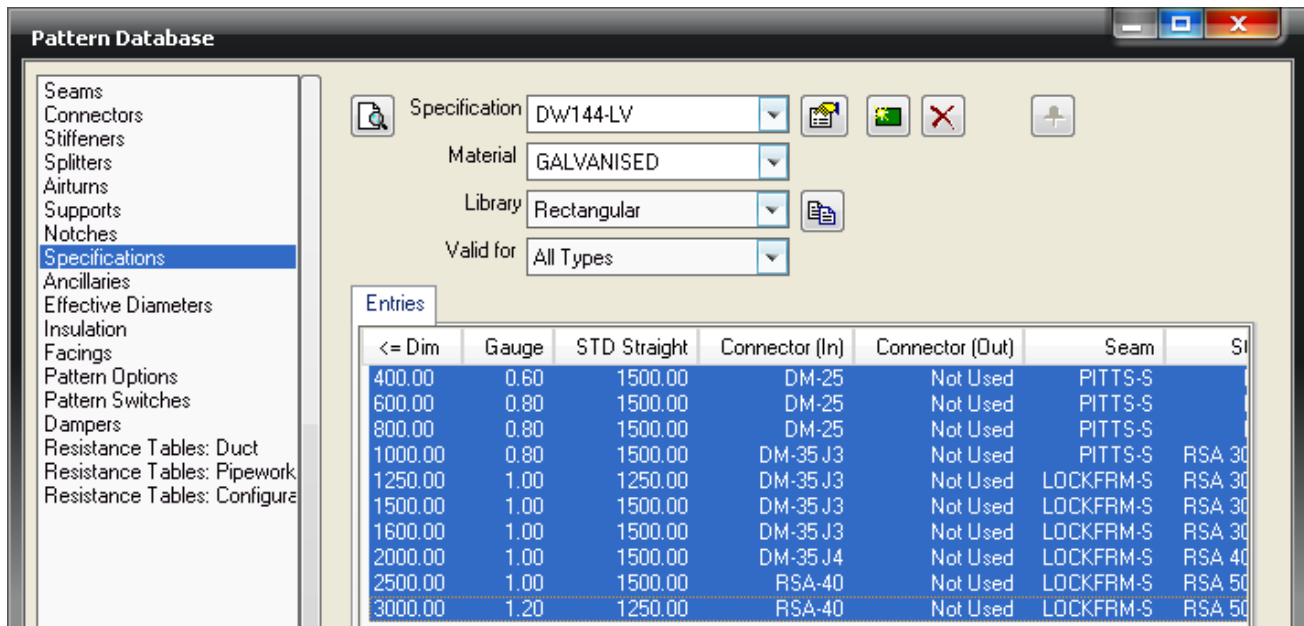 Pattern Database
Seams
Connectors
Stiffeners
Splitters
Airturns
Supports
Notches
Specifications
Ancillaries
Effective Diameters
Insulation
Facings
Pattern Options
Pattern Switches
Dampers
Resistance Tables: Duct
Resistance Tables: Pipework
Resistance Tables: Configura
Specification DW144-LV
Material GALVANISED
Library Rectangular
Valid for All Types
Entries
<= Dim Gauge STD Straight Connector (In) Connector (Out) Seam
400.00 0.60 1500.00 DM-25 Not Used PITTS-S
600.00 0.80 1500.00 DM-25 Not Used PITTS-S
800.00 0.80 1500.00 DM-25 Not Used PITTS-S
1000.00 0.80 1500.00 DM-35 J3 Not Used PITTS-S RSA 30
1250.00 1.00 1250.00 DM-35 J3 Not Used LOCKFRM-S RSA 30
1500.00 1.00 1500.00 DM-35 J3 Not Used LOCKFRM-S RSA 30
1600.00 1.00 1500.00 DM-35 J3 Not Used LOCKFRM-S RSA 30
2000.00 1.00 1500.00 DM-35 J4 Not Used LOCKFRM-S RSA 40
2500.00 1.00 1500.00 RSA-40 Not Used LOCKFRM-S RSA 50
3000.00 1.20 1250.00 RSA-40 Not Used LOCKFRM-S RSA 50